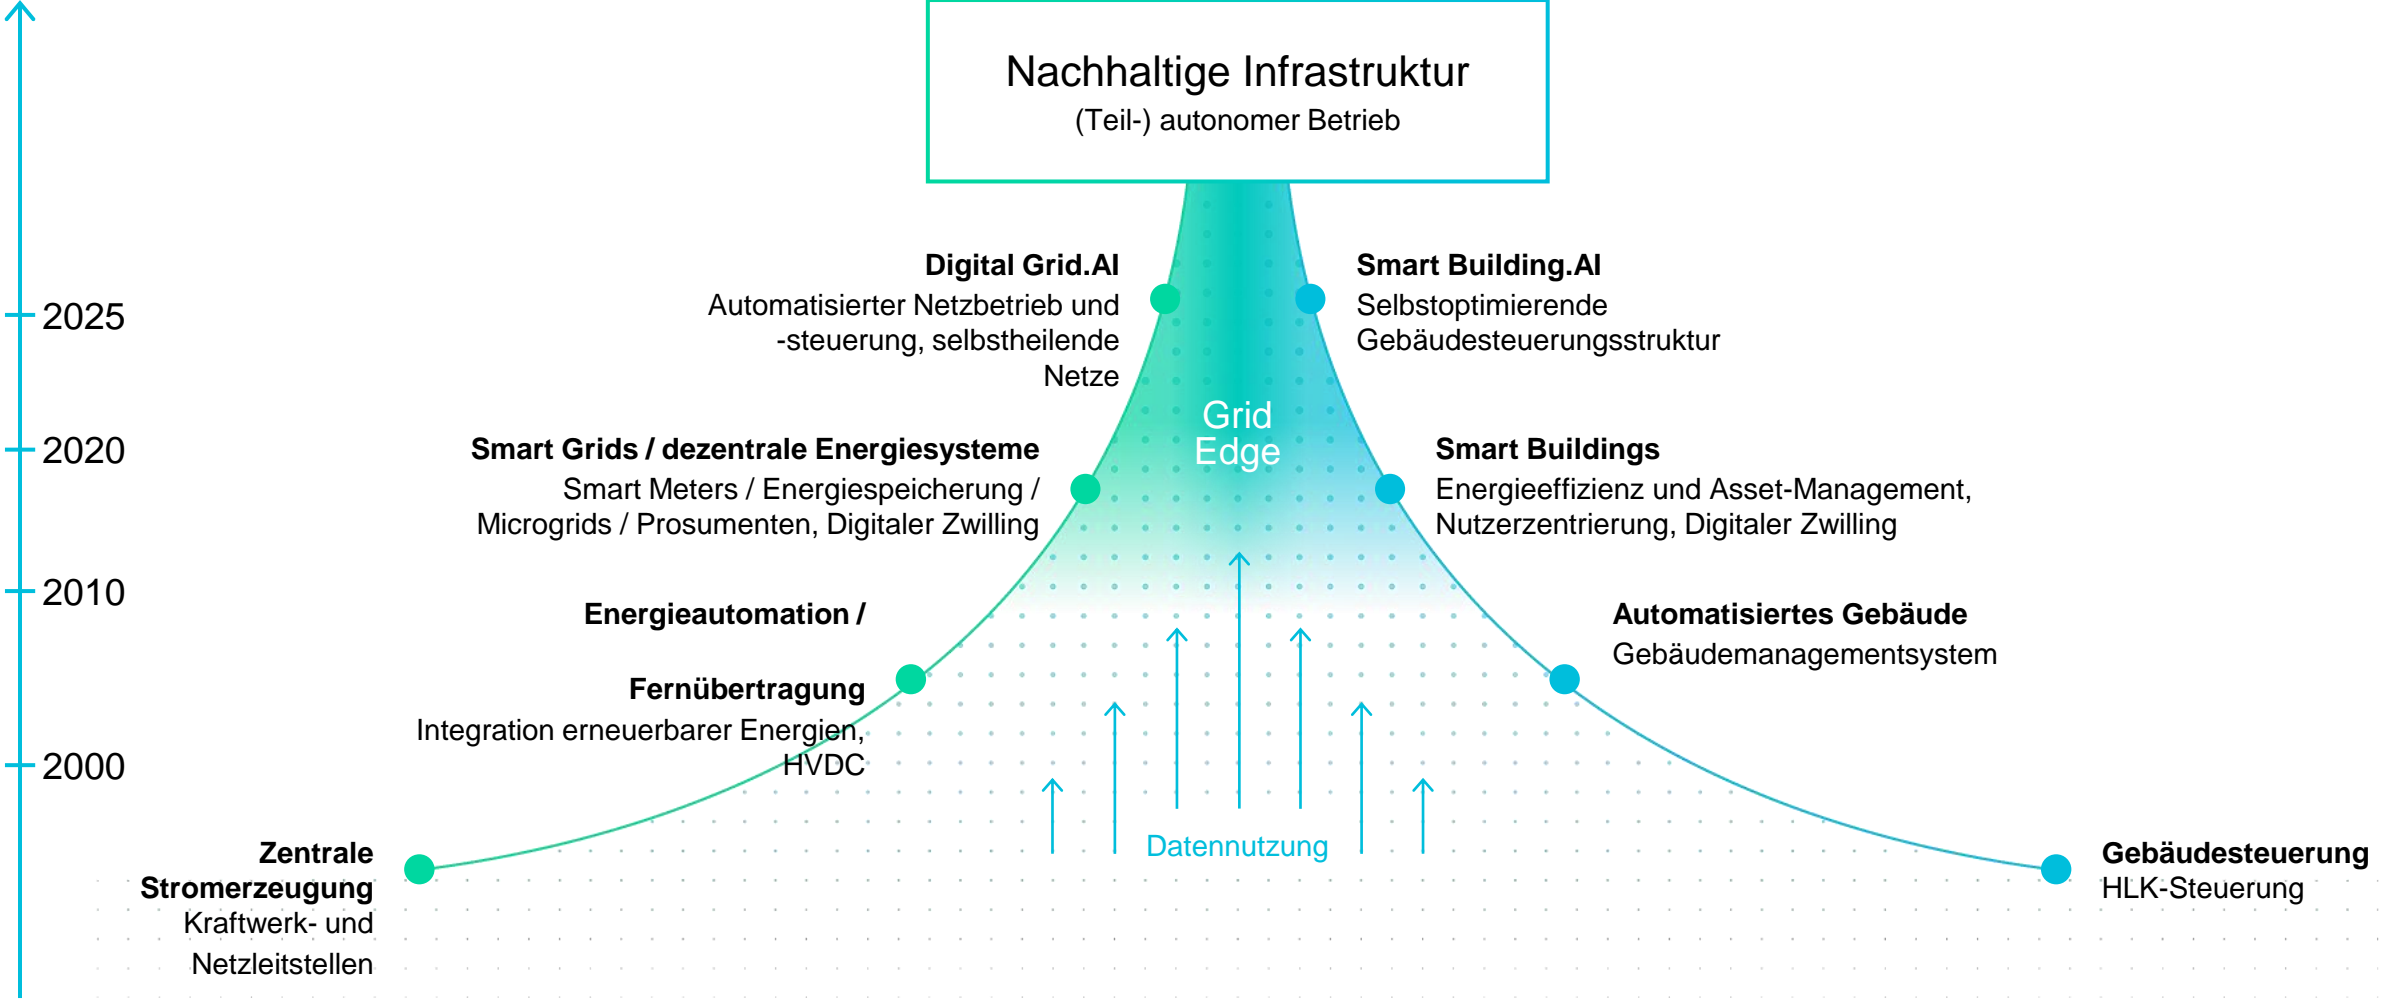 Nachhaltige Infrastruktur
(Teil-) autonomer Betrieb
2025
2020
2010
2000
Digital Grid.AI
Automatisierter Netzbetrieb und
-steuerung, selbstheilende
Netze
Smart Grids / dezentrale Energiesysteme
Smart Meters / Energiespeicherung /
Microgrids / Prosumenten, Digitaler Zwilling
Energieautomation /
Fernübertragung
Integration erneuerbarer Energien,
HVDC
Zentrale
Stromerzeugung
Kraftwerk- und
Netzleitstellen
Grid
Edge
Datennutzung
Smart Building.AI
Selbstoptimierende
Gebäudesteuerungsstruktur
Smart Buildings
Energieeffizienz und Asset-Management,
Nutzerzentrierung, Digitaler Zwilling
Automatisiertes Gebäude
Gebäudemanagementsystem
Gebäudesteuerung
HLK-Steuerung